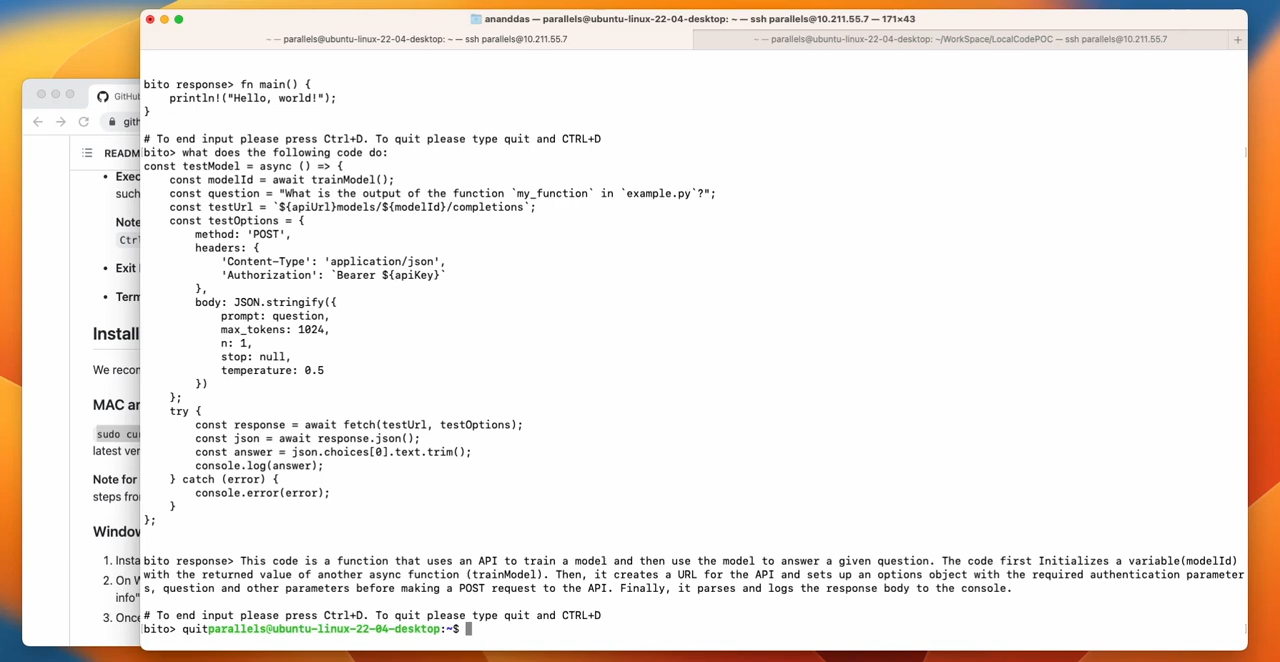 ananddas — parallels@ubuntu-linux-22-04-desktop: ~ — ssh parallels@10.211.55.7 — 171×43
~ — parallels@ubuntu-linux-22-04-desktop: ~ — ssh parallels@10.211.55.7
~ — parallels@ubuntu-linux-22-04-desktop: ~/WorkSpace/LocalCodePOC — ssh parallels@10.211.55.7
+
bito response> fn main() {
    println!("Hello, world!");
}
# To end input please press Ctrl+D. To quit please type quit and CTRL+D
bito> what does the following code do:
const testModel = async () => {
    const modelId = await trainModel();
    const question = "What is the output of the function `my_function` in `example.py`?";
    const testUrl = `${apiUrl}models/${modelId}/completions`;
    const testOptions = {
        method: 'POST',
        headers: {
            'Content-Type': 'application/json',
            'Authorization': `Bearer ${apiKey}`
        },
        body: JSON.stringify({
            prompt: question,
            max_tokens: 1024,
            n: 1,
            stop: null,
            temperature: 0.5
        })
    };
    try {
        const response = await fetch(testUrl, testOptions);
        const json = await response.json();
        const answer = json.choices[0].text.trim();
        console.log(answer);
    } catch (error) {
        console.error(error);
    }
};
bito response> This code is a function that uses an API to train a model and then use the model to answer a given question. The code first Initializes a variable(modelId)
with the returned value of another async function (trainModel). Then, it creates a URL for the API and sets up an options object with the required authentication parameter
s, question and other parameters before making a POST request to the API. Finally, it parses and logs the response body to the console.
# To end input please press Ctrl+D. To quit please type quit and CTRL+D
bito> quitparallels@ubuntu-linux-22-04-desktop:~$
GitHub
gith
README
• Exec
such
Note
Ctrl
• Exit
• Term
Install
We recom
MAC an
sudo cur
latest ver
Note for
steps fro
Window
1. Insta
2. On W
info"
3. Once